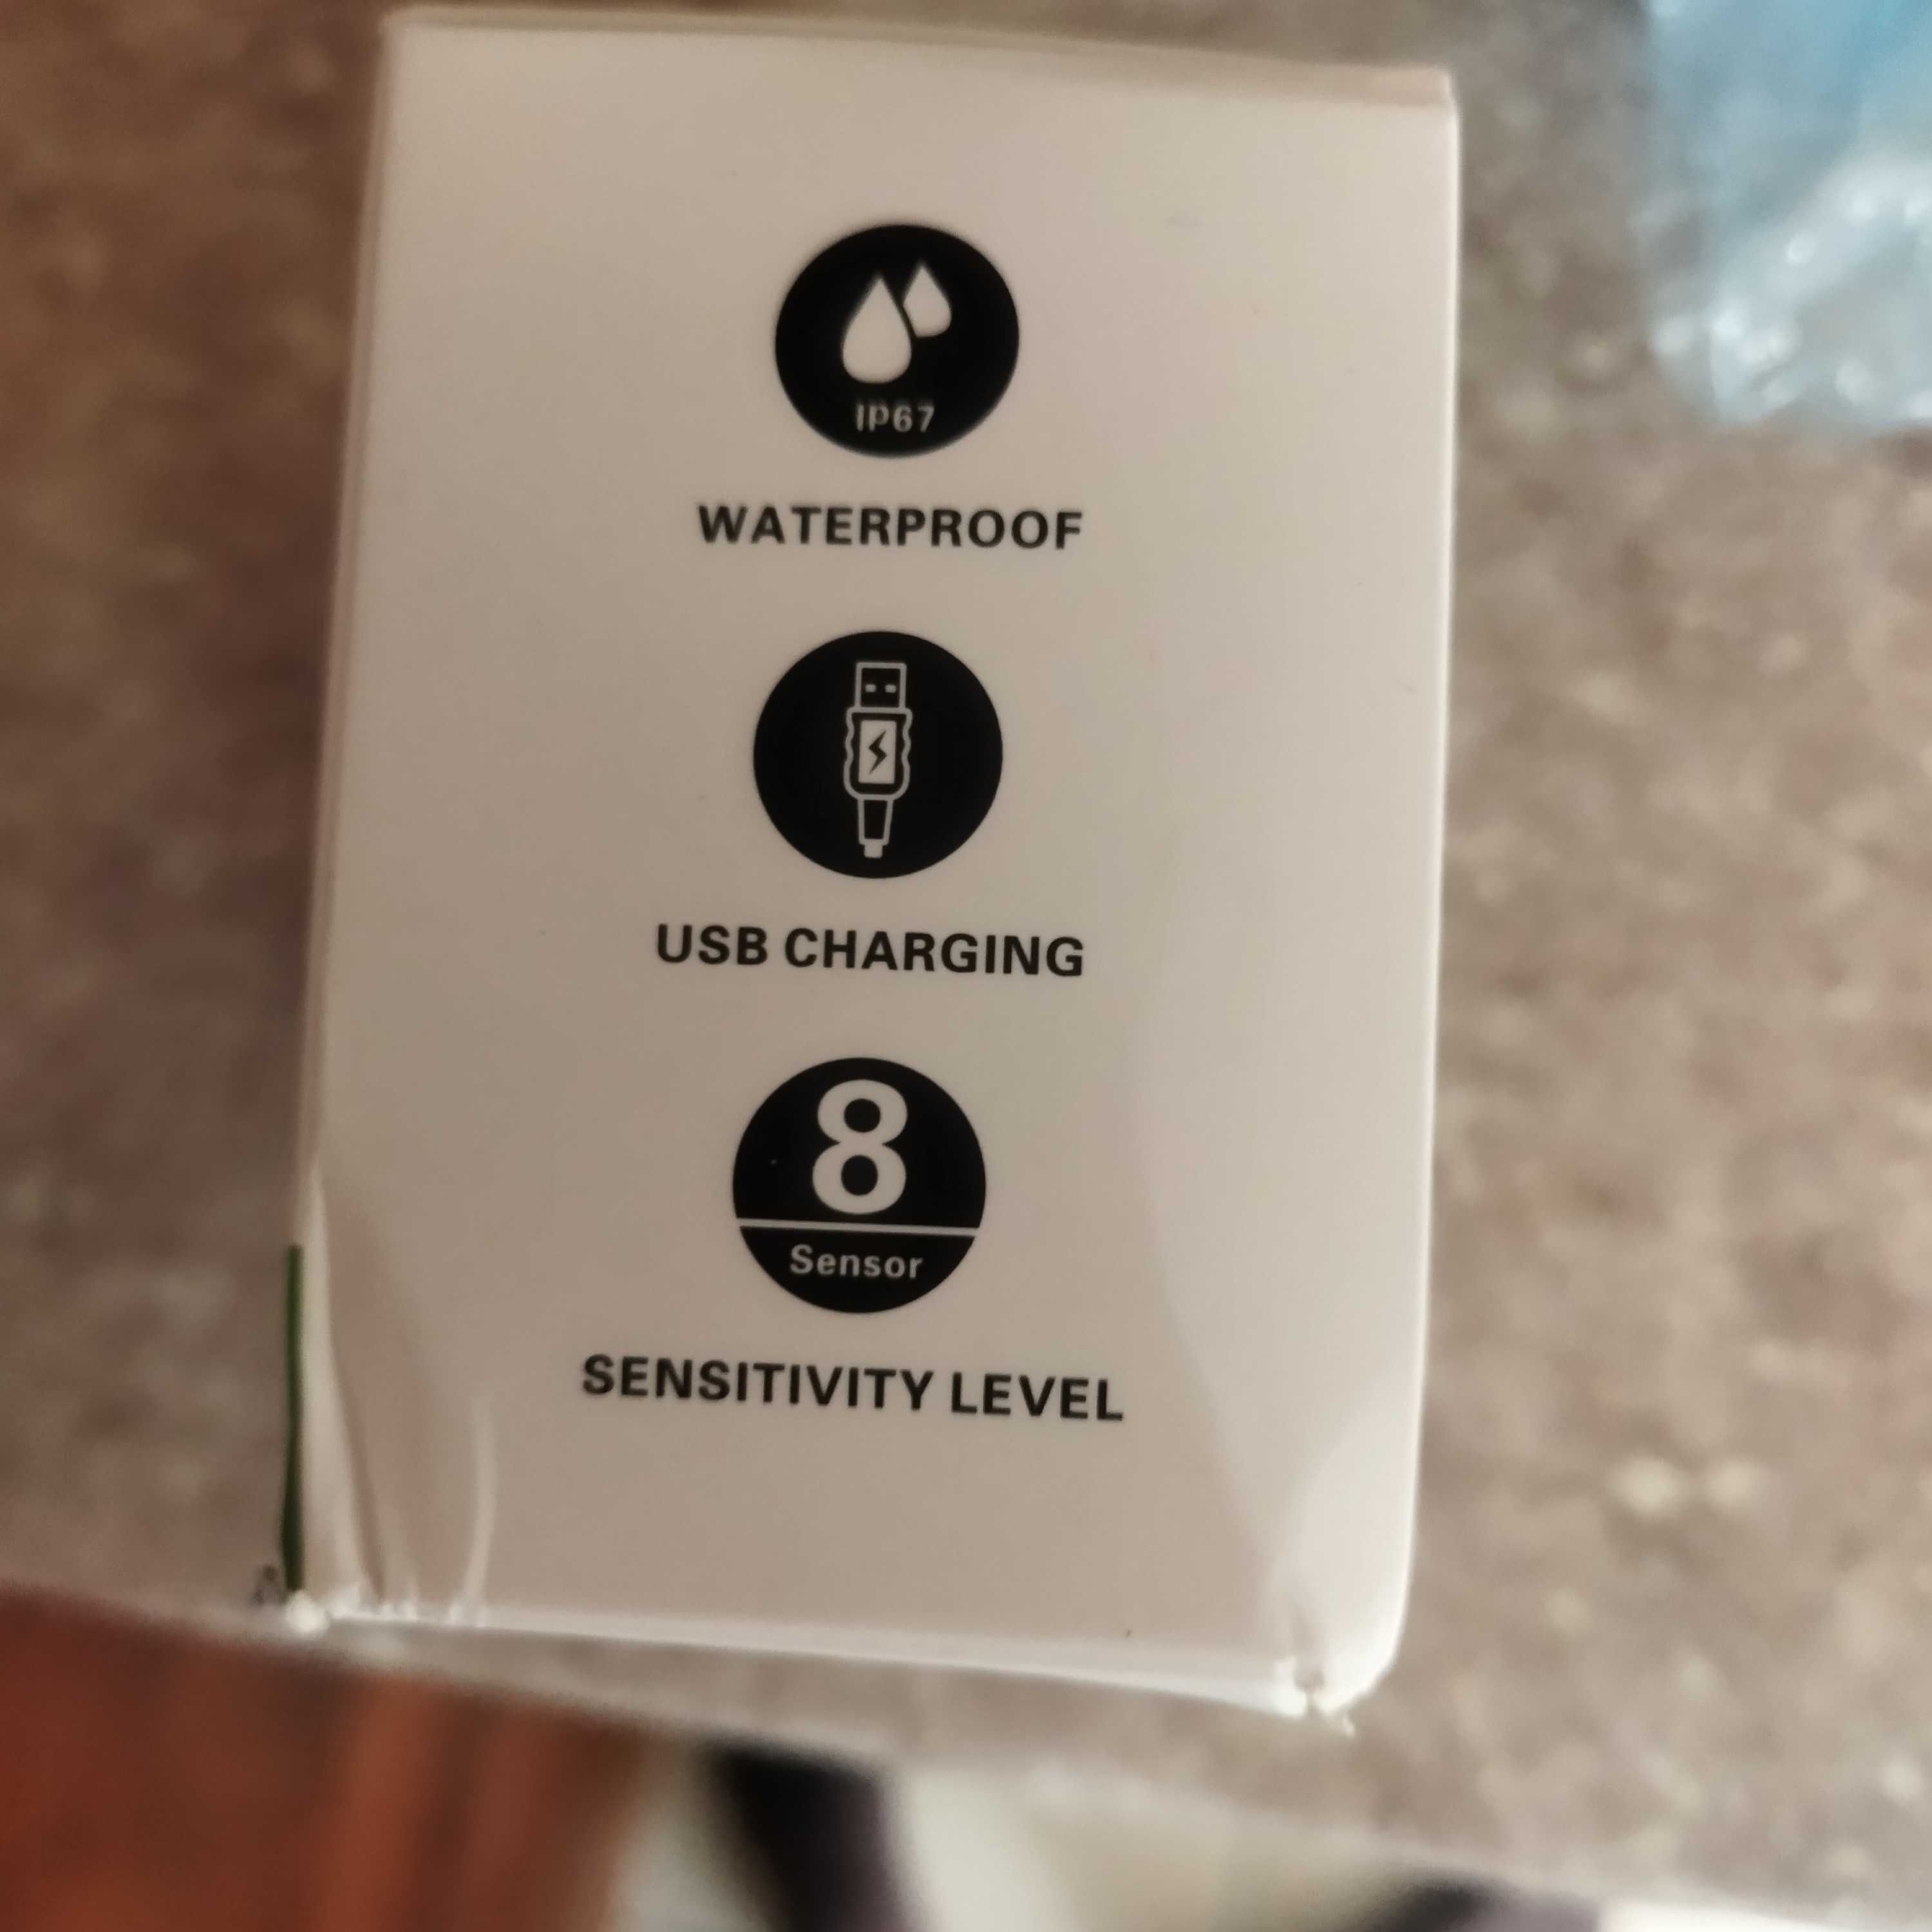 IP67
WATERPROOF
USB CHARGING
8
Sensor
SENSITIVITY LEVEL